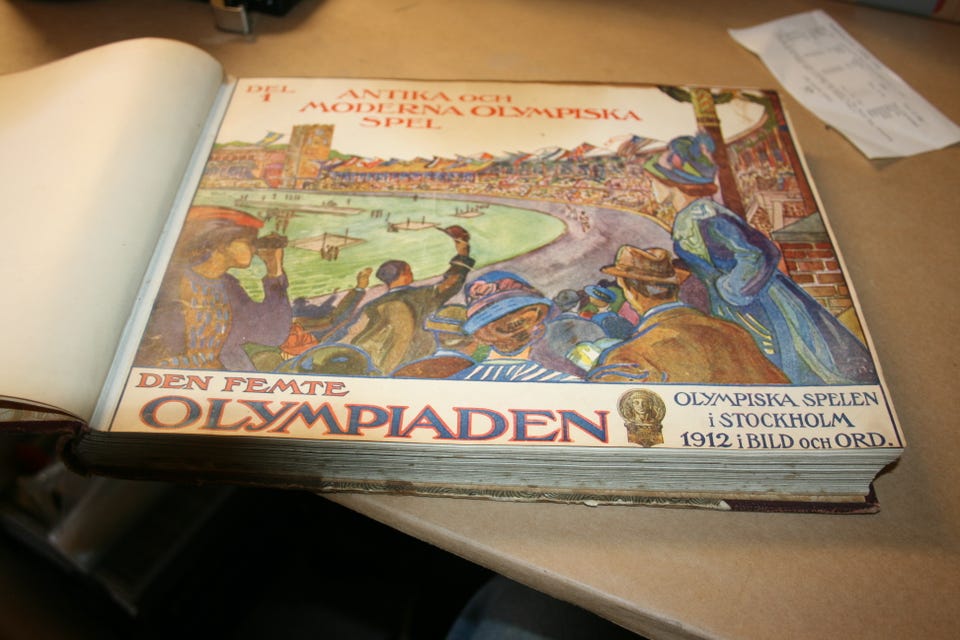 DEL
1
ANTIKA OCH
MODERNA OLYMPISKA
SPEL
DEN FEMTE
OLYMPIADEN
OLYMPISKA SPELEN
i STOCKHOLM
1912 i BILD OCH ORD.